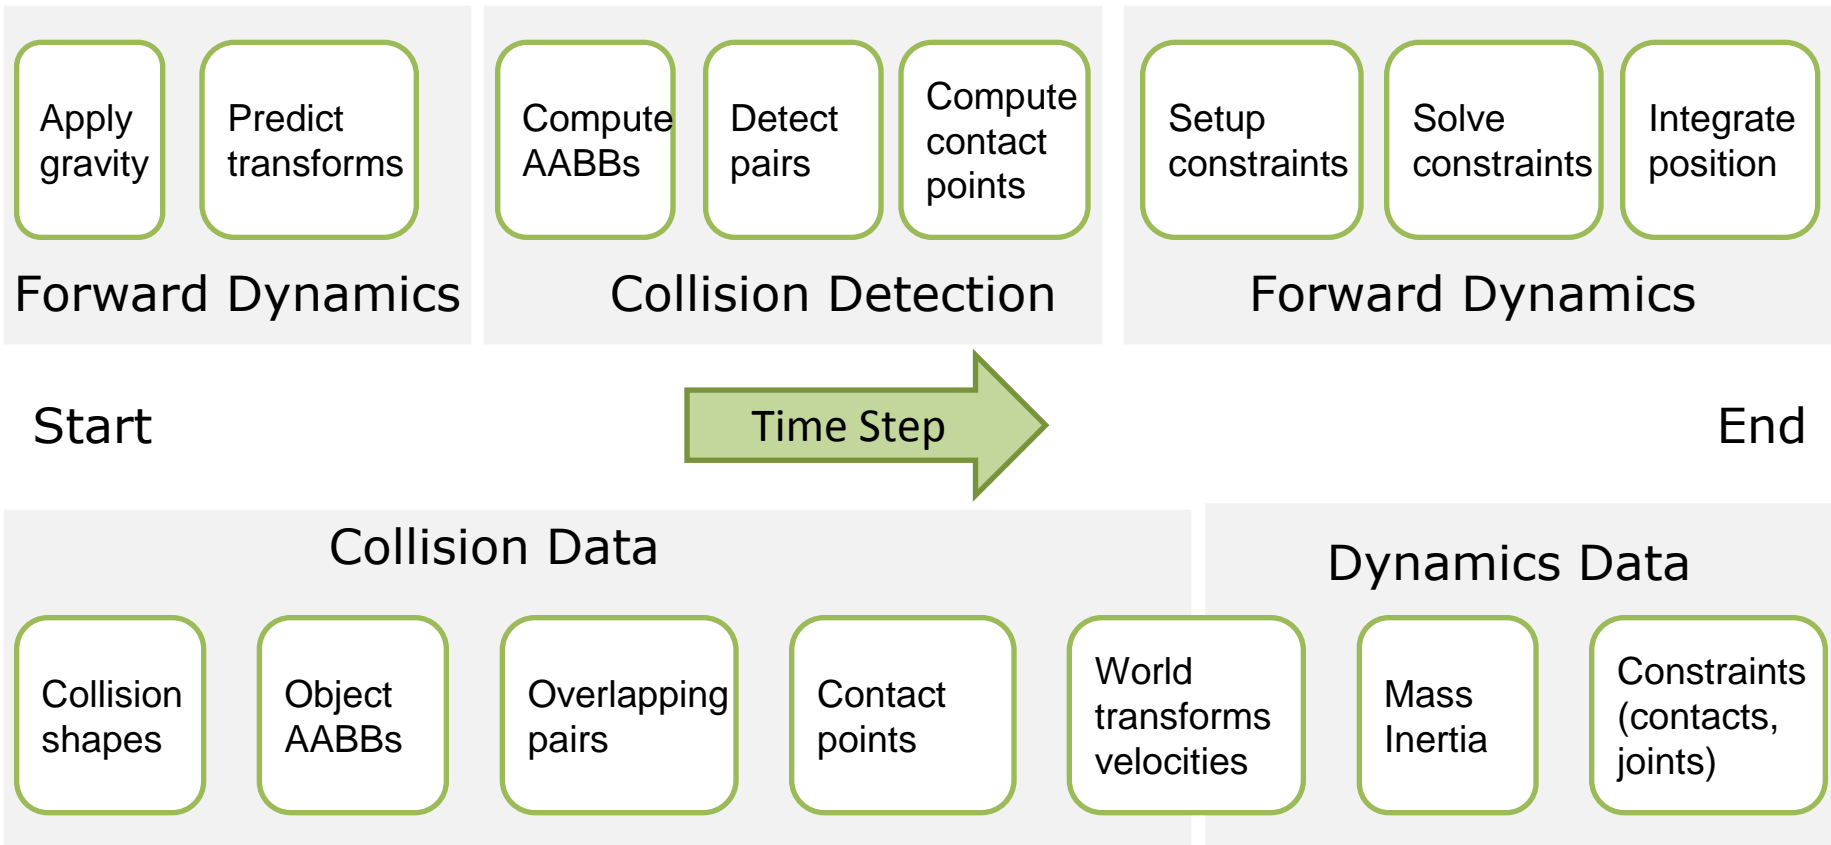 Apply
gravity
Predict
transforms
Compute
AABBs
Detect
pairs
Compute
contact
points
Setup
constraints
Solve
constraints
Integrate
position
Forward Dynamics
Collision Detection
Forward Dynamics
Start
Time Step
End
Collision Data
Dynamics Data
Collision
shapes
Object
AABBs
Overlapping
pairs
Contact
points
World
transforms
velocities
Mass
Inertia
Constraints
(contacts,
joints)